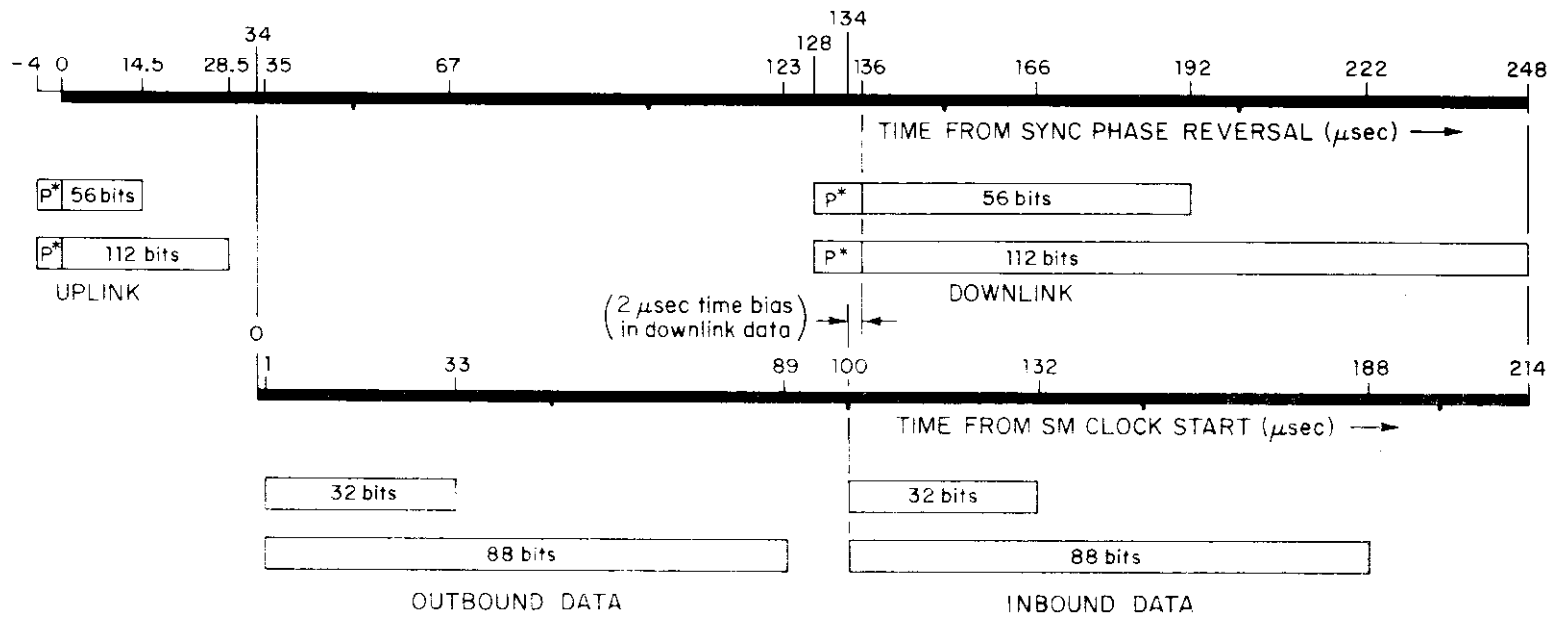 34
134
128
-4 0 14.5 28.5 35 67 123 136 166 192 222 248
TIME FROM SYNC PHASE REVERSAL (μsec)
P* 56 bits
P* 56 bits
P* 112 bits
P* 112 bits
UPLINK
DOWNLINK
(2 μsec time bias
in downlink data)
0
1 33 89 100 132 188 214
TIME FROM SM CLOCK START (μsec)
32 bits
32 bits
88 bits
88 bits
OUTBOUND DATA
INBOUND DATA